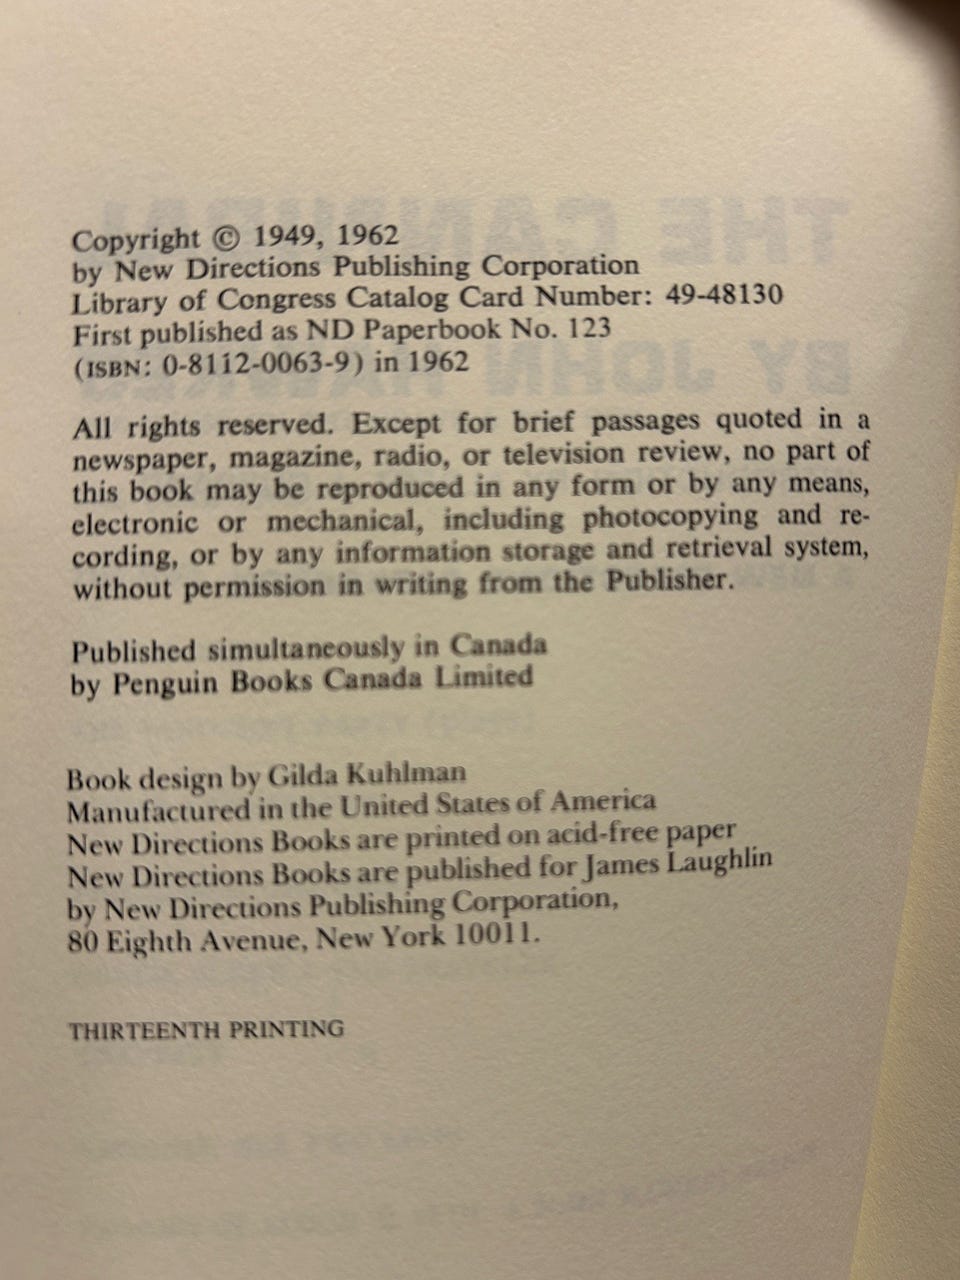 Copyright © 1949, 1962
by New Directions Publishing Corporation
Library of Congress Catalog Card Number: 49-48130
First published as ND Paperbook No. 123
(ISBN: 0-8112-0063-9) in 1962
All rights reserved. Except for brief passages quoted in a
newspaper, magazine, radio, or television review, no part of
this book may be reproduced in any form or by any means,
electronic or mechanical, including photocopying and re-
cording, or by any information storage and retrieval system,
without permission in writing from the Publisher.
Published simultaneously in Canada
by Penguin Books Canada Limited
Book design by Gilda Kuhlman
Manufactured in the United States of America
New Directions Books are printed on acid-free paper
New Directions Books are published for James Laughlin
by New Directions Publishing Corporation,
80 Eighth Avenue, New York 10011.
THIRTEENTH PRINTING